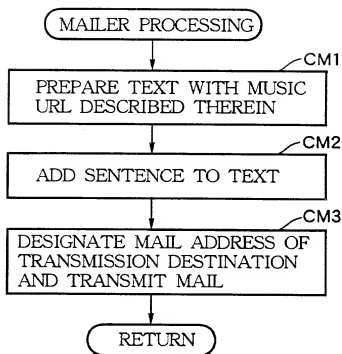 MAILER PROCESSING
CM1
PREPARE TEXT WITH MUSIC
URL DESCRIBED THEREIN
CM2
ADD SENTENCE TO TEXT
CM3
DESIGNATE MAIL ADDRESS OF
TRANSMISSION DESTINATION
AND TRANSMIT MAIL
RETURN